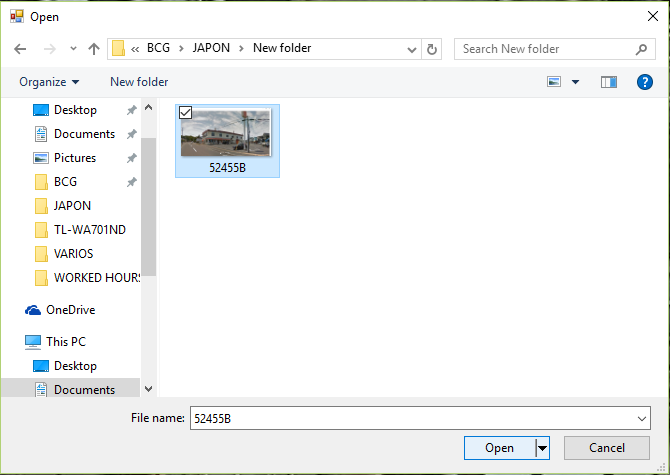 Open
« BCG > JAPON > New folder
Search New folder
Organize
New folder
?
Desktop
Documents
Pictures
BCG
JAPON
TL-WA701ND
VARIOS
WORKED HOURS
OneDrive
This PC
Desktop
Documents
52455B
File name:
52455B
Open
Cancel